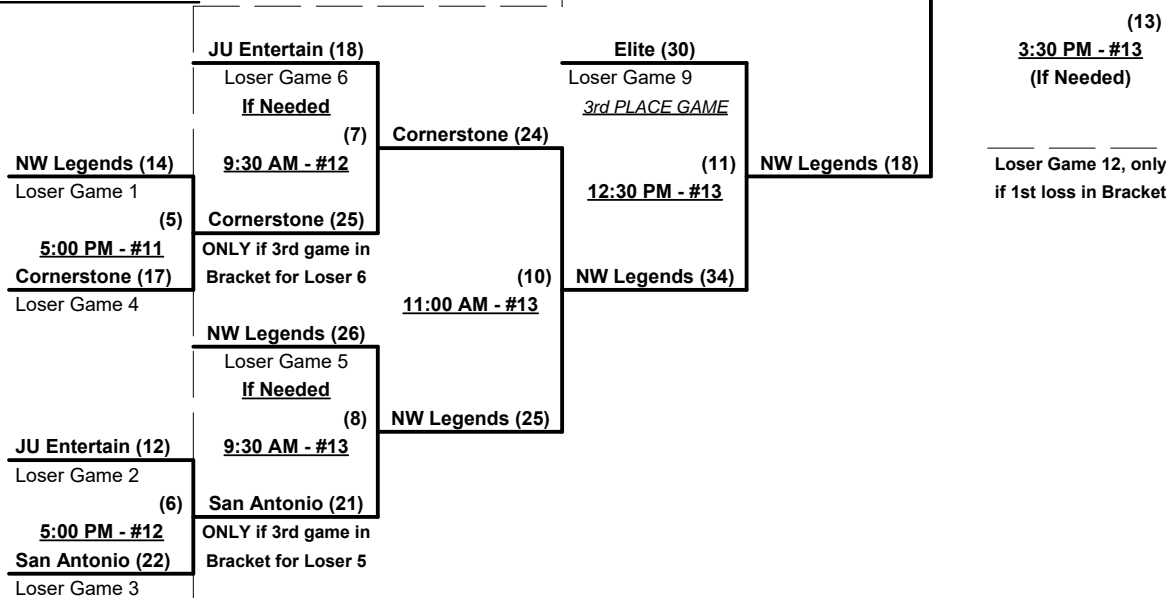 (13)
JU Entertain (18)
Elite (30)
3:30 PM - #13
Loser Game 6
Loser Game 9
(If Needed)
If Needed
3rd PLACE GAME
(7)
Cornerstone (24)
NW Legends (14)
9:30 AM - #12
(11)
NW Legends (18)
Loser Game 12, only
if 1st loss in Bracket
Loser Game 1
12:30 PM - #13
(5)
Cornerstone (25)
5:00 PM - #11
ONLY if 3rd game in
Bracket for Loser 6
Cornerstone (17)
(10)
NW Legends (34)
Loser Game 4
11:00 AM - #13
NW Legends (26)
Loser Game 5
If Needed
(8)
NW Legends (25)
JU Entertain (12)
9:30 AM - #13
Loser Game 2
(6)
San Antonio (21)
5:00 PM - #12
ONLY if 3rd game in
Bracket for Loser 5
San Antonio (22)
Loser Game 3